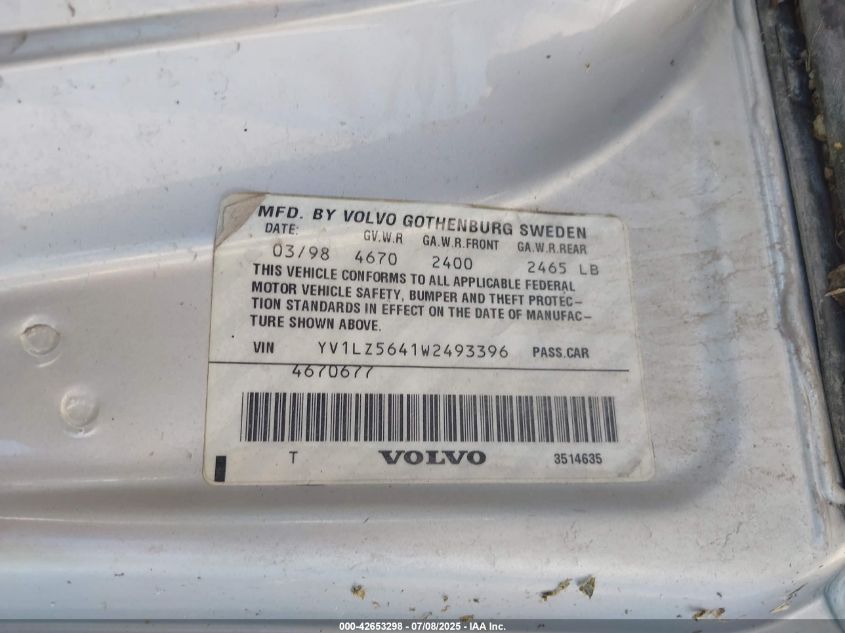 MFD. BY VOLVO GOTHENBURG SWEDEN
DATE: GV.W.R GA.W.R.FRONT GA.W.R.REAR
03/98 4670 2400 2465 LB
THIS VEHICLE CONFORMS TO ALL APPLICABLE FEDERAL
MOTOR VEHICLE SAFETY, BUMPER AND THEFT PROTEC–
TION STANDARDS IN EFFECT ON THE DATE OF MANUFAC–
TURE SHOWN ABOVE.
VIN YV1LZ5641W2493396 PASS.CAR
4670677
T VOLVO 3514635
000-42653298 - 07/08/2025 - IAA, Inc.